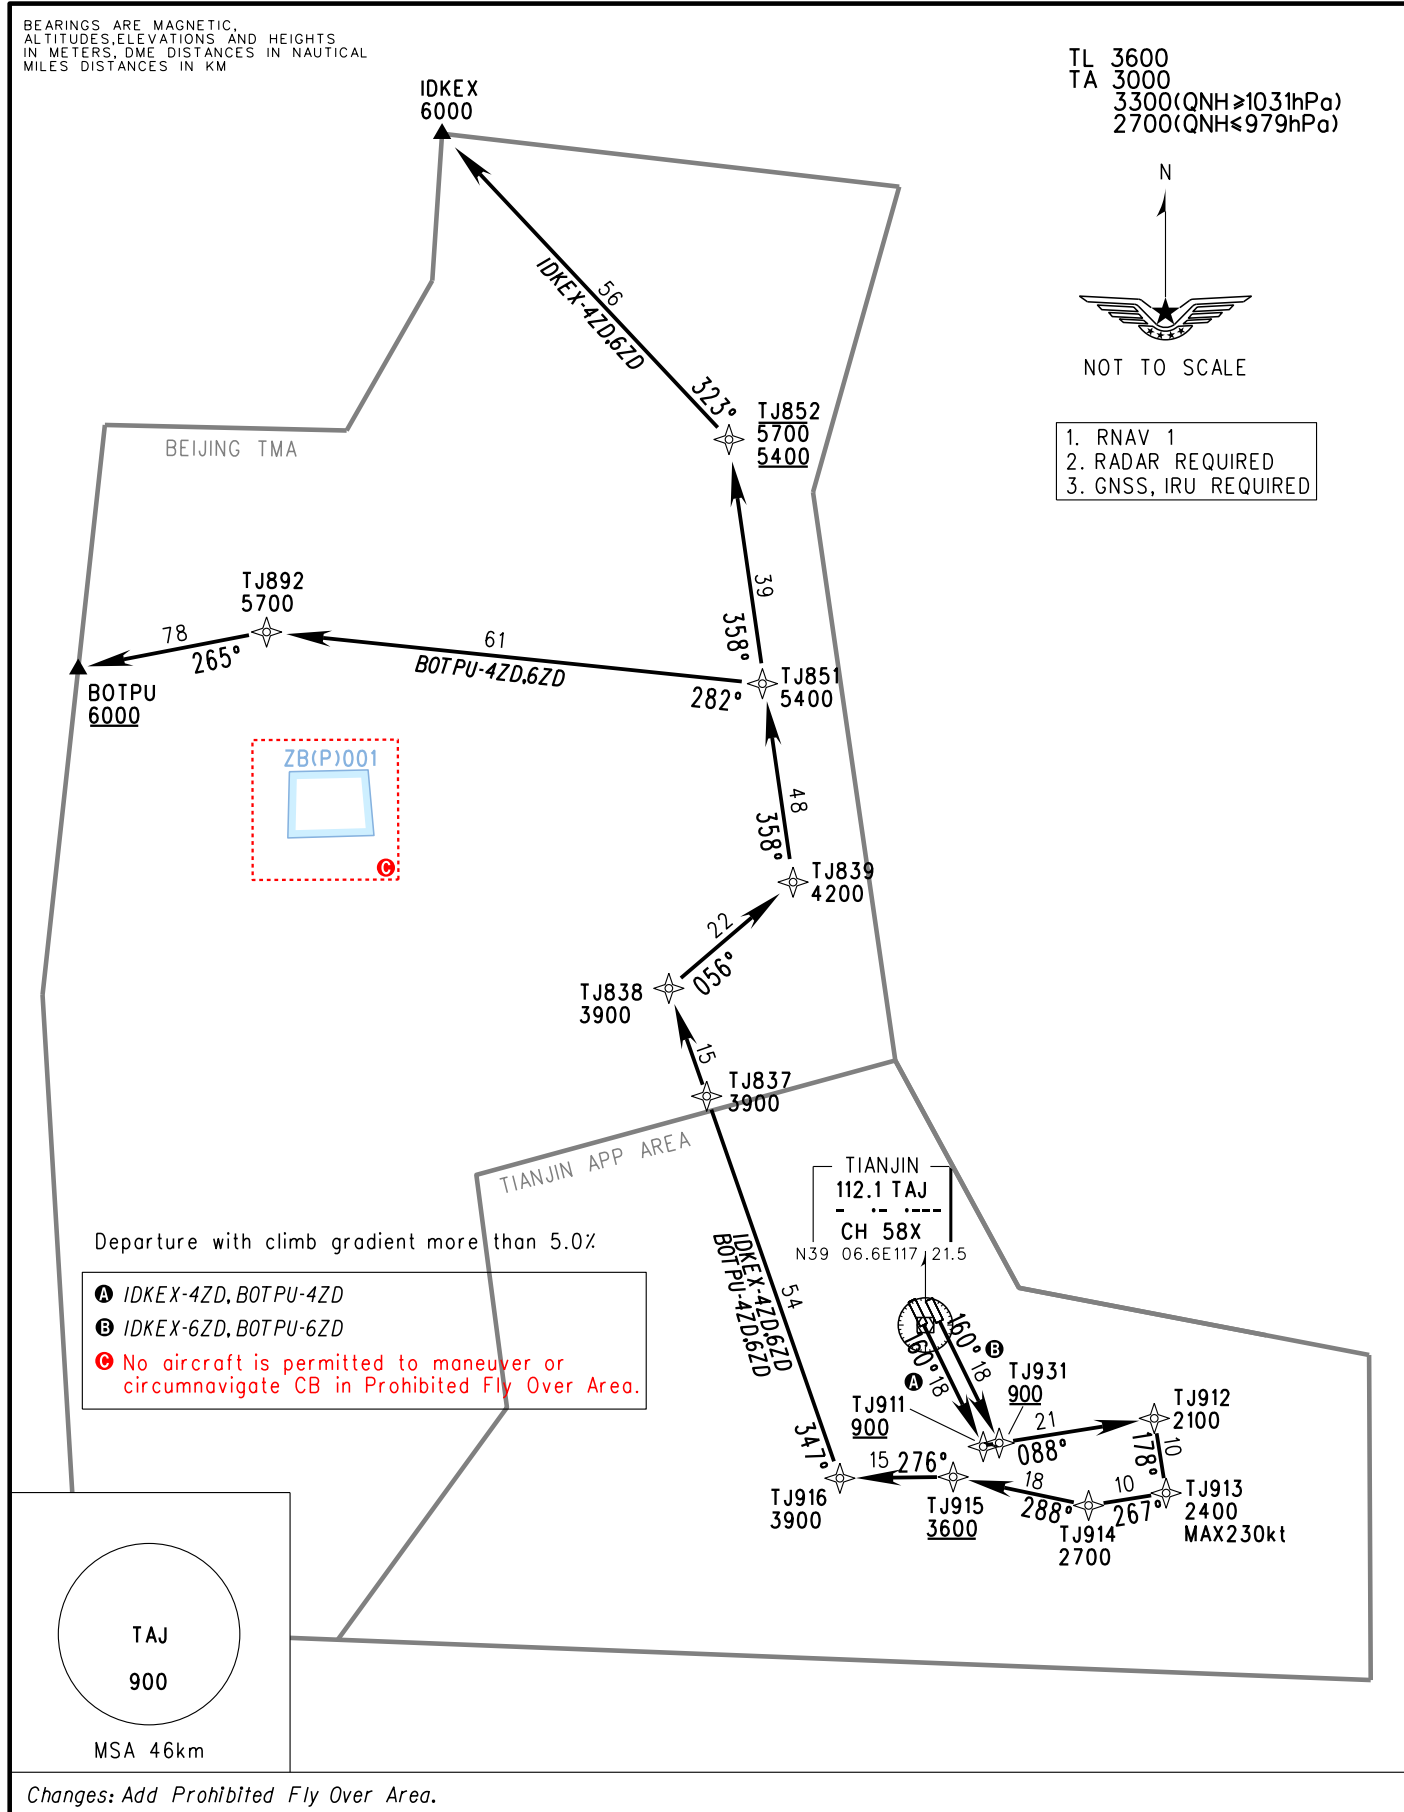 BEARINGS ARE MAGNETIC,
ALTITUDES,ELEVATIONS AND HEIGHTS
IN METERS, DME DISTANCES IN NAUTICAL
MILES DISTANCES IN KM
TL 3600
TA 3000
3300(QNH≥1031hPa)
2700(QNH≤979hPa)
N
NOT TO SCALE
1. RNAV 1
2. RADAR REQUIRED
3. GNSS, IRU REQUIRED
IDKEX
6000
56
IDKEX-4ZD,6ZD
323°
TJ852
5700
5400
BEIJING TMA
39
358°
TJ892
5700
78
265°
61
BOTPU-4ZD,6ZD
282°
TJ851
5400
BOTPU
6000
ZB(P)001
C
48
358°
TJ839
4200
22
056°
TJ838
3900
15
TJ837
3900
TIANJIN APP AREA
TIANJIN
112.1 TAJ
- ·- ·---
CH 58X
N39 06.6E117 21.5
IDKEX-4ZD,6ZD
BOTPU-4ZD,6ZD
54
347°
Departure with climb gradient more than 5.0%
A IDKEX-4ZD, BOTPU-4ZD
B IDKEX-6ZD, BOTPU-6ZD
C No aircraft is permitted to maneuver or
circumnavigate CB in Prohibited Fly Over Area.
160°
18
B
160°
18
A
TJ931
900
TJ911
900
21
088°
TJ912
2100
10
178°
TJ913
2400
MAX230kt
10
267°
TJ914
2700
18
288°
TJ915
3600
15
276°
TJ916
3900
TAJ
900
MSA 46km
Changes: Add Prohibited Fly Over Area.